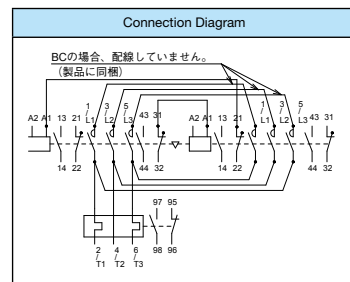 Connection Diagram
BCの場合、配線していません。
（製品に同梱）
A2 A1 13 21 1/L1 3/L2 5/L3 43 31 A2 A1 13 21 1/L1 3/L2 5/L3 43 31
14 22 44 32 14 22 44 32
97 95
98 96
2/T1 4/T2 6/T3